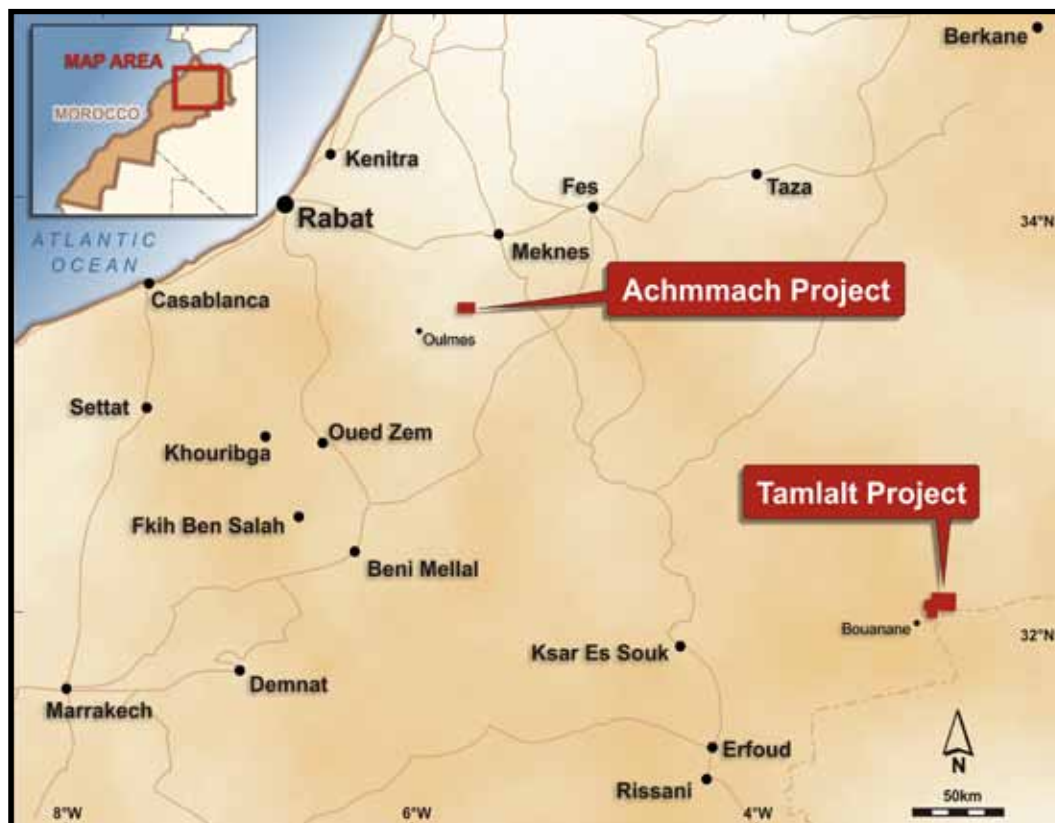 MAP AREA
MOROCCO
Berkane
Kenitra
Taza
Fes
Rabat
34°N
ATLANTIC
OCEAN
Meknes
Casablanca
Achmmach Project
Oulmes
Settat
Oued Zem
Khouribga
Tamlalt Project
Fkih Ben Salah
Beni Mellal
Bouanane
32°N
Ksar Es Souk
Demnat
Marrakech
Erfoud
N
Rissani
8°W
6°W
4°W
50km